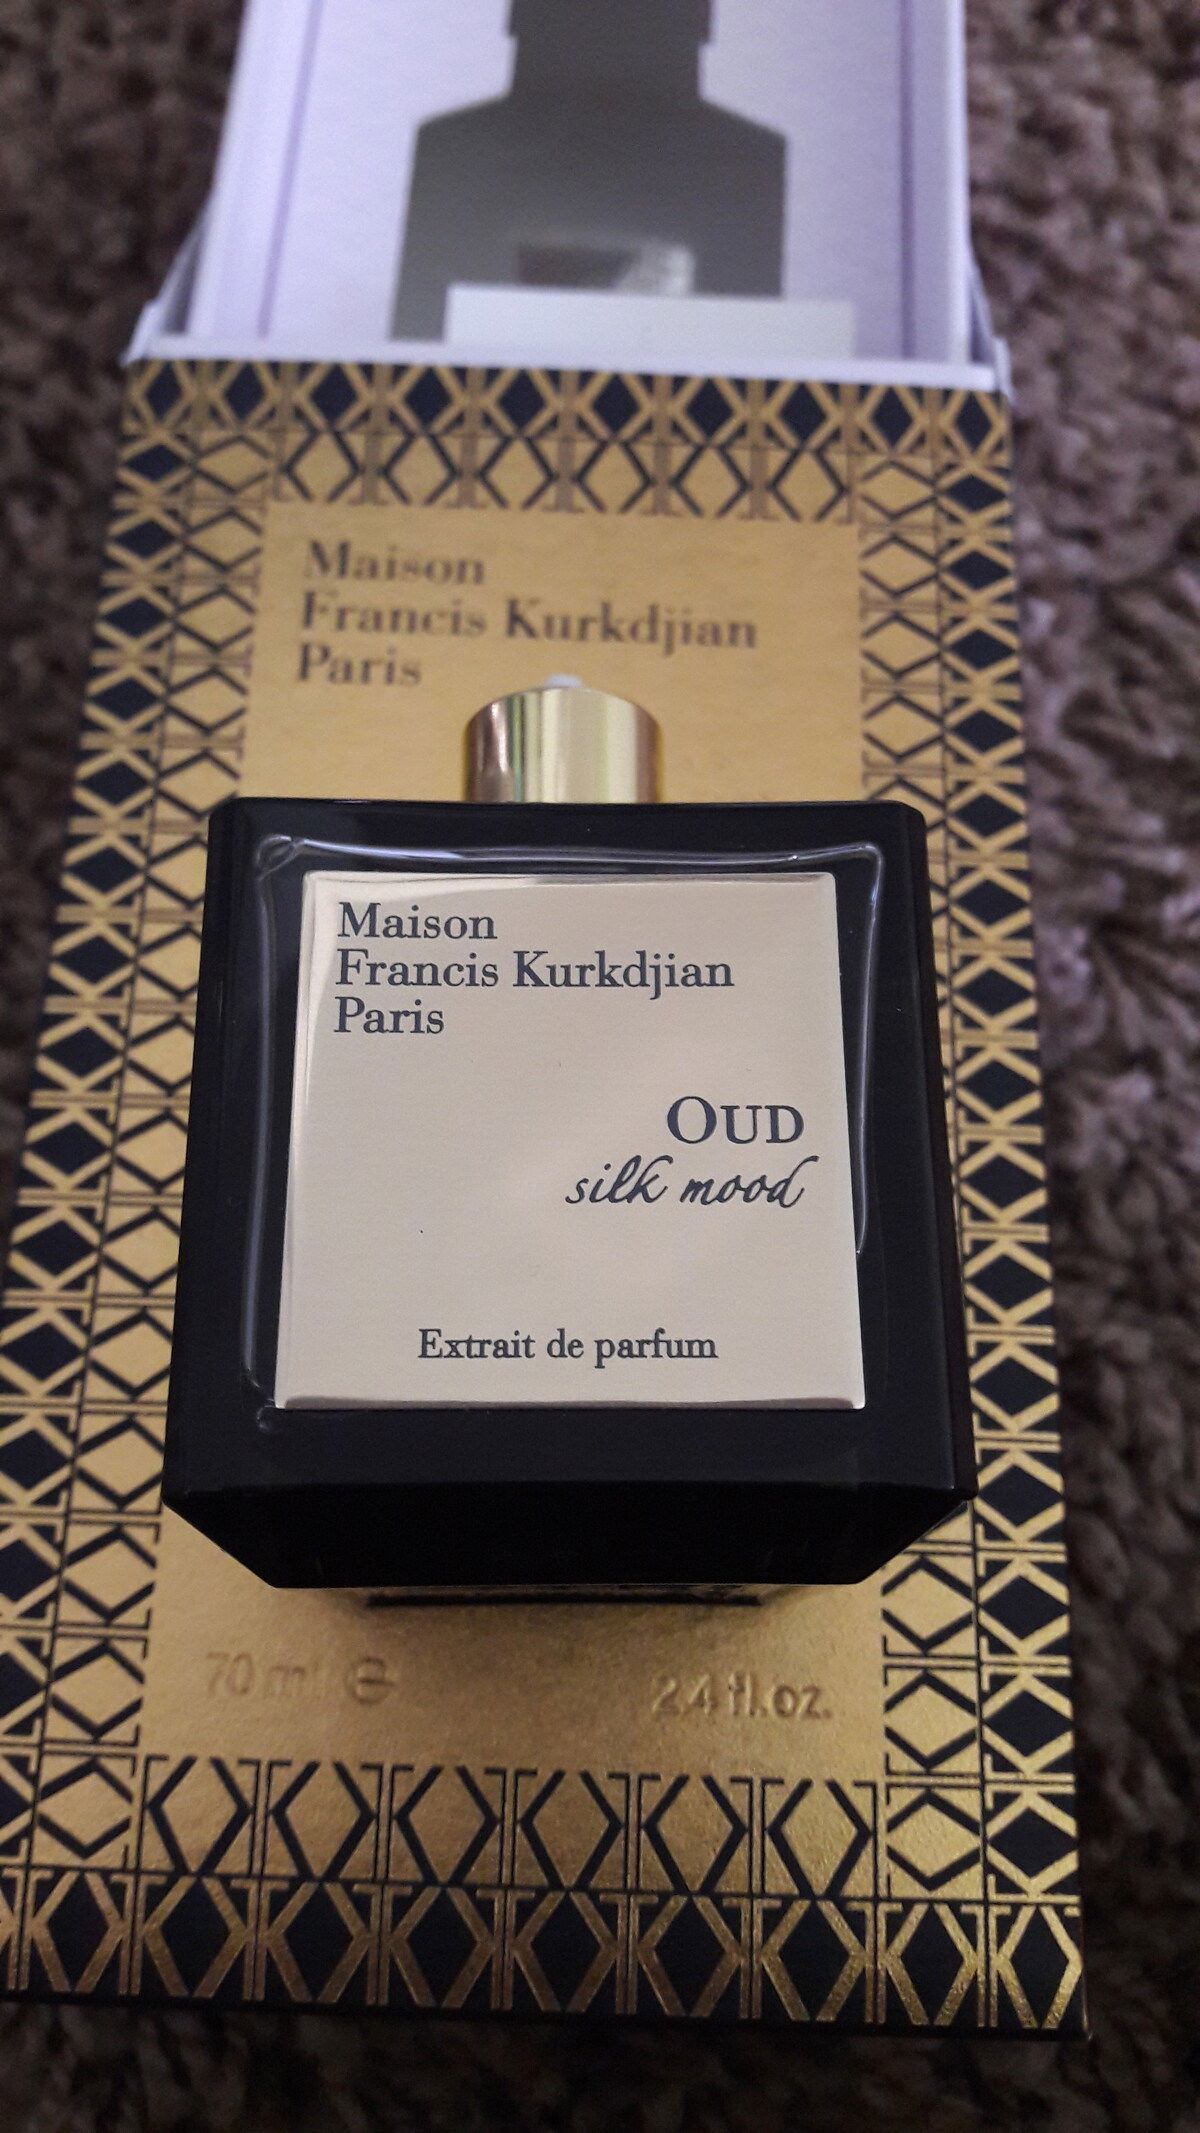 Maison
Francis Kurkdjian
Paris
Maison
Francis Kurkdjian
Paris
OUD
silk mood
Extrait de parfum
70 ml ℮ 2.4 fl.oz.